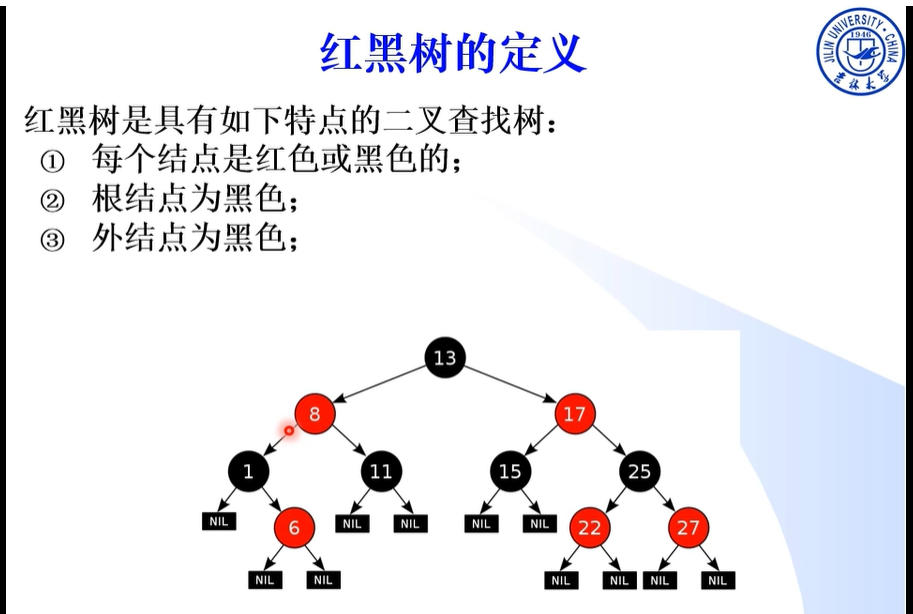 红黑树的定义
JILIN UNIVERSITY·CHINA
1946
吉林大学
红黑树是具有如下特点的二叉查找树：
① 每个结点是红色或黑色的；
② 根结点为黑色；
③ 外结点为黑色；
13
8 17
1 11 15 25
NIL 6 NIL NIL NIL NIL 22 27
NIL NIL NIL NIL NIL NIL